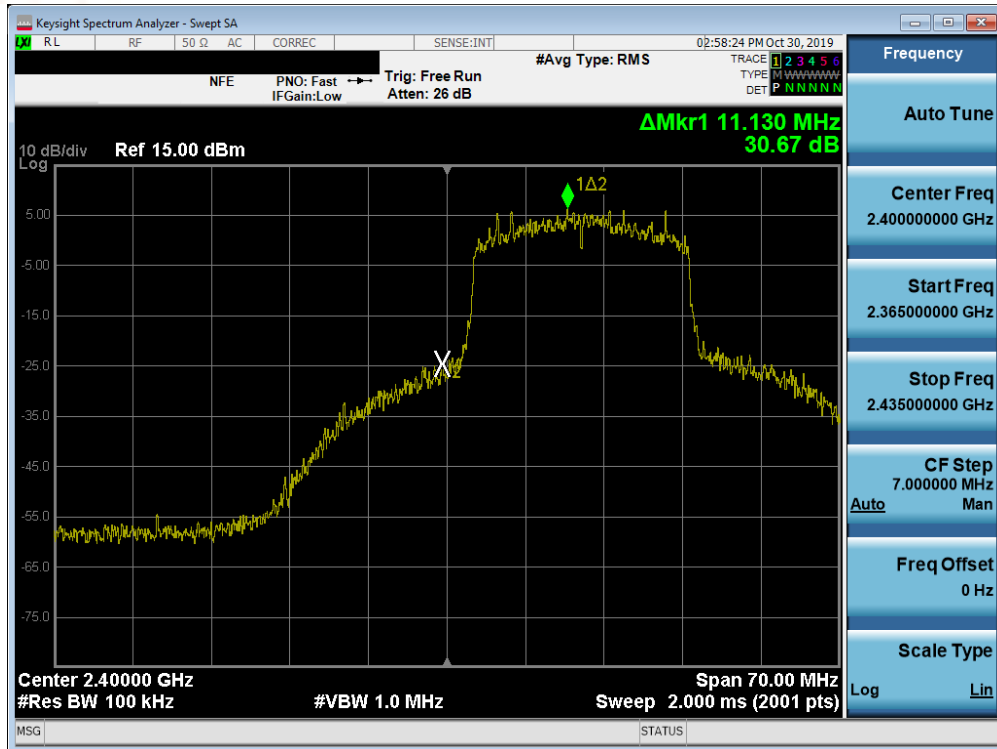 Keysight Spectrum Analyzer - Swept SA
LXI RL RF 50 Ω AC CORREC SENSE:INT 02:58:24 PM Oct 30, 2019
#Avg Type: RMS TRACE 1 2 3 4 5 6
NFE PNO: Fast Trig: Free Run TYPE M WWWWW
IFGain:Low Atten: 26 dB DET P N N N N N
ΔMkr1 11.130 MHz
30.67 dB
10 dB/div Ref 15.00 dBm
Log
1Δ2
5.00
-5.00
-15.0
-25.0
2
-35.0
-45.0
-55.0
-65.0
-75.0
Center 2.40000 GHz Span 70.00 MHz
#Res BW 100 kHz #VBW 1.0 MHz Sweep 2.000 ms (2001 pts)
MSG STATUS
Frequency
Auto Tune
Center Freq
2.400000000 GHz
Start Freq
2.365000000 GHz
Stop Freq
2.435000000 GHz
CF Step
7.000000 MHz
Auto Man
Freq Offset
0 Hz
Scale Type
Log Lin